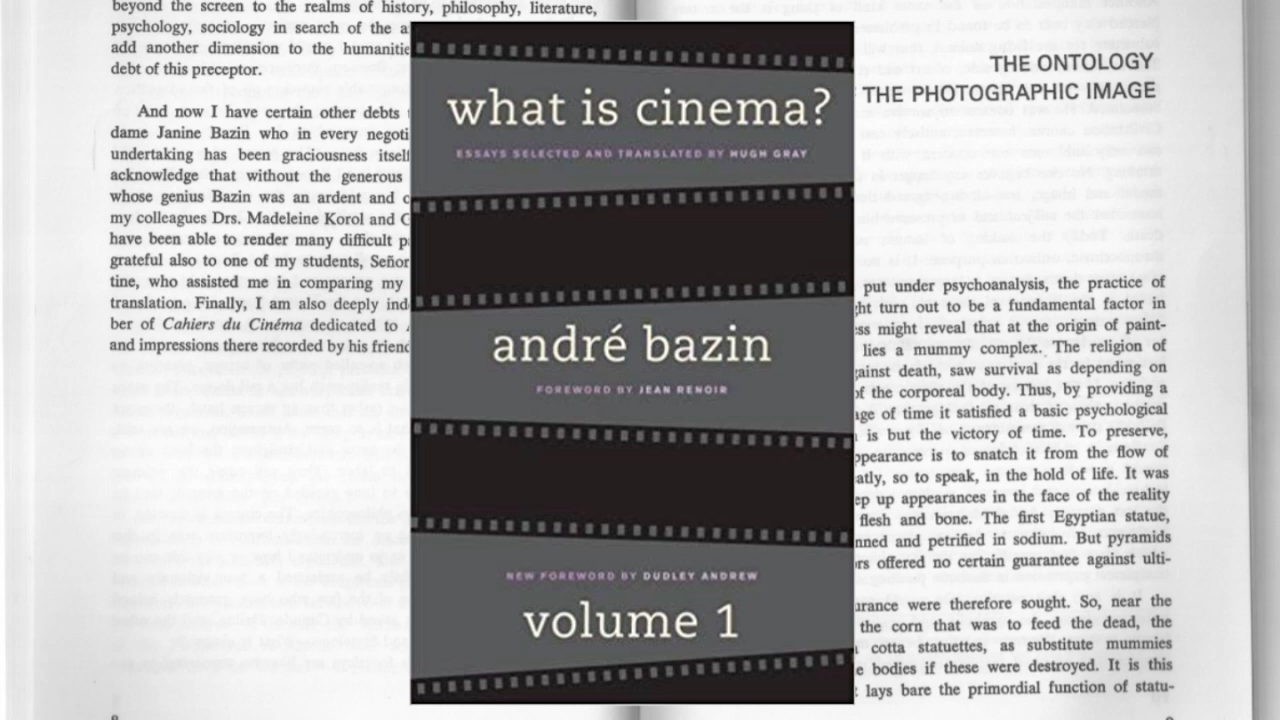 beyond the screen to the realms of history, philosophy, literature,
psychology, sociology in search of the a
add another dimension to the humanitie
debt of this preceptor.
And now I have certain other debts
dame Janine Bazin who in every negoti
undertaking has been graciousness itself
acknowledge that without the generous
whose genius Bazin was an ardent and
my colleagues Drs. Madeleine Korol and
have been able to render many difficult
grateful also to one of my students, Señor
tine, who assisted me in comparing my
translation. Finally, I am also deeply ind
ber of Cahiers du Cinéma dedicated to
and impressions there recorded by his friend
what is cinema?
ESSAYS SELECTED AND TRANSLATED BY HUGH GRAY
andré bazin
FOREWORD BY JEAN RENOIR
NEW FOREWORD BY DUDLEY ANDREW
volume 1
THE ONTOLOGY
THE PHOTOGRAPHIC IMAGE
put under psychoanalysis, the practice of
ght turn out to be a fundamental factor in
ess might reveal that at the origin of paint-
lies a mummy complex. The religion of
gainst death, saw survival as depending on
of the corporeal body. Thus, by providing a
age of time it satisfied a basic psychological
is but the victory of time. To preserve,
ppearance is to snatch it from the flow of
atly, so to speak, in the hold of life. It was
ep up appearances in the face of the reality
flesh and bone. The first Egyptian statue,
nned and petrified in sodium. But pyramids
ors offered no certain guarantee against ulti-
urance were therefore sought. So, near the
the corn that was to feed the dead, the
cotta statuettes, as substitute mummies
e bodies if these were destroyed. It is this
lays bare the primordial function of statu-